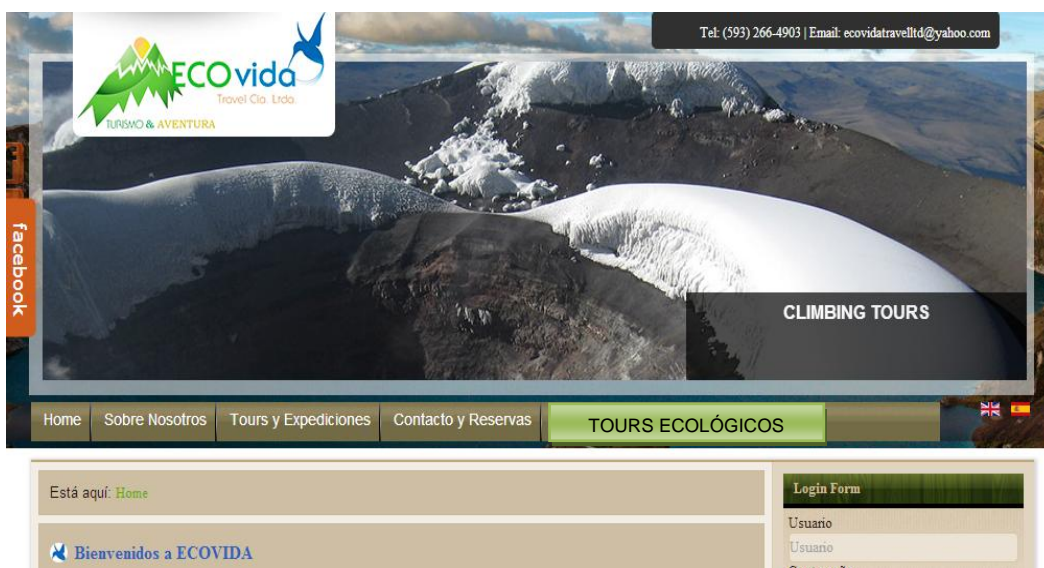 Tel: (593) 266-4903 | Email: ecovidatravelltd@yahoo.com
ECOvida
Travel Cia. Ltda.
TURISMO & AVENTURA
facebook
CLIMBING TOURS
Home Sobre Nosotros Tours y Expediciones Contacto y Reservas TOURS ECOLÓGICOS
Está aquí: Home
Bienvenidos a ECOVIDA
Login Form
Usuario
Usuario